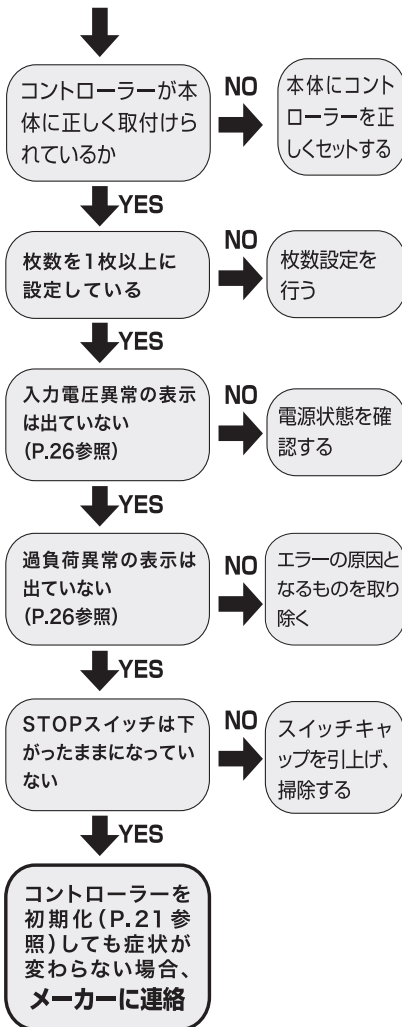 コントローラーが本
体に正しく取付けら
れているか
NO
本体にコント
ローラーを正
しくセットする
YES
枚数を1枚以上に
設定している
NO
枚数設定を
行う
YES
入力電圧異常の表示
は出ていない
(P.26参照)
NO
電源状態を確
認する
YES
過負荷異常の表示は
出ていない
(P.26参照)
NO
エラーの原因と
なるものを取り
除く
YES
STOPスイッチは下
がったままになってい
ない
NO
スイッチキャ
ップを引上げ、
掃除する
YES
コントローラーを
初期化(P.21参
照)しても症状が
変わらない場合、
メーカーに連絡